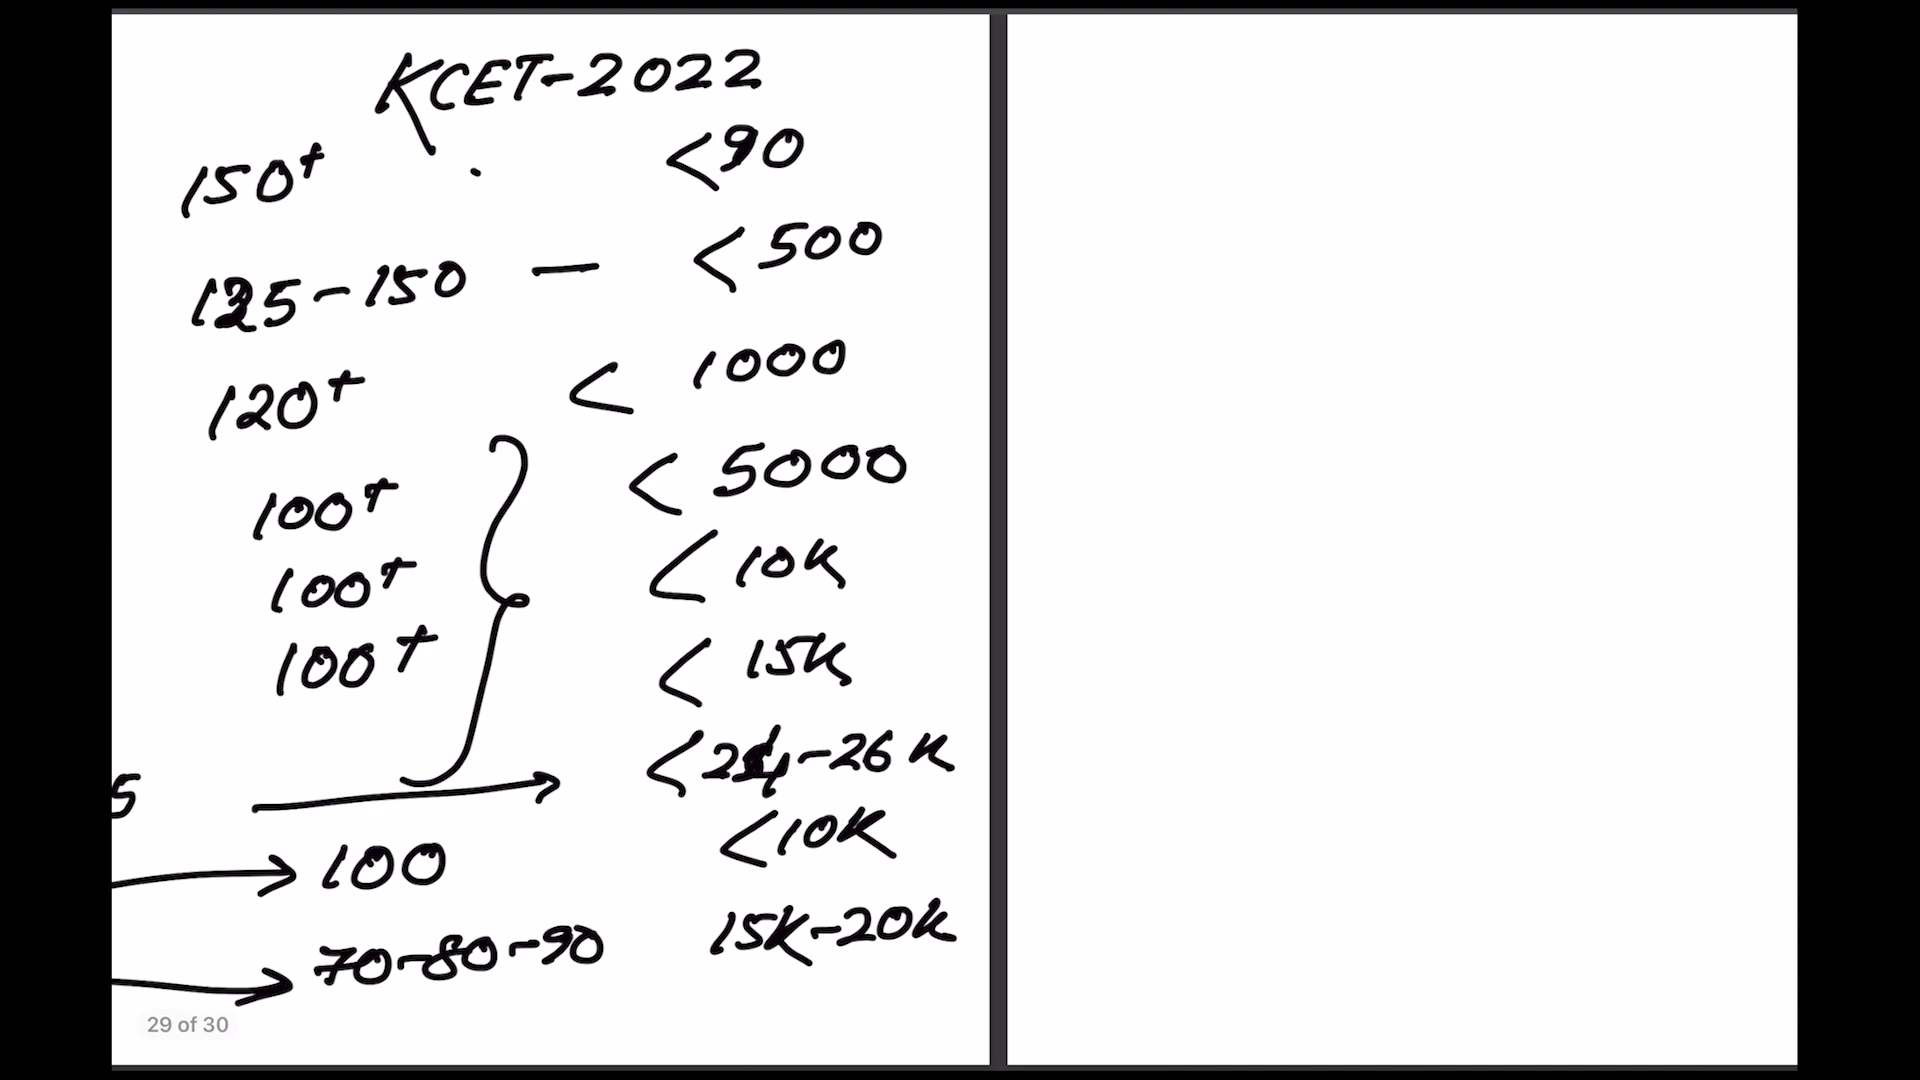 KCET-2022
150+ . <90
125-150 — <500
120+ < 1000
100+ < 5000
100+ < 10K
100+ < 15K
5 → <24-26K
→ 100 <10K
→ 70-80-90 15K-20K
29 of 30